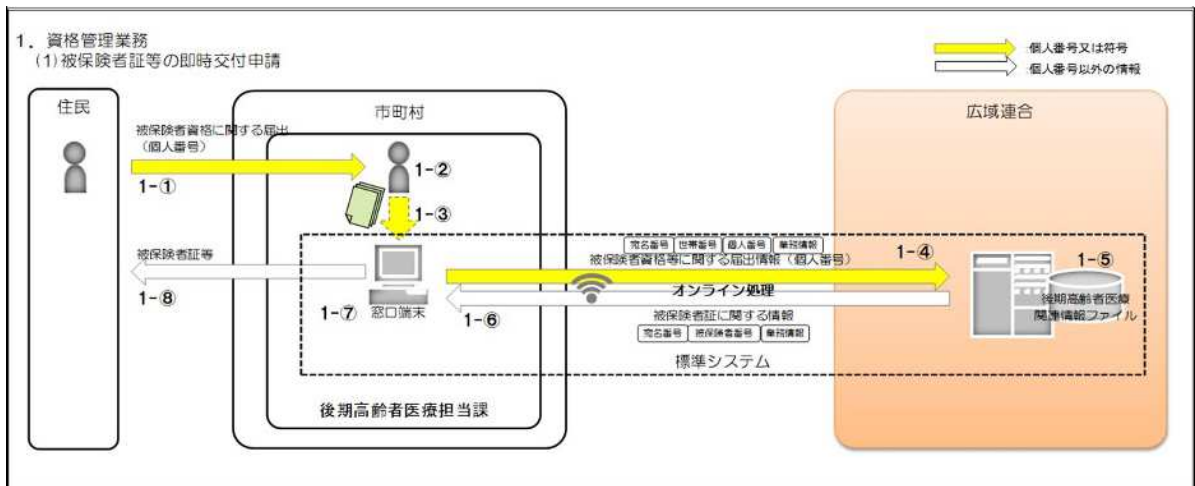 1．資格管理業務
(1)被保険者証等の即時交付申請
個人番号又は符号
個人番号以外の情報
住民
市町村
広域連合
被保険者資格に関する届出
（個人番号）
1-①
1-②
1-③
宛名番号 世帯番号 個人番号 業務情報
被保険者資格等に関する届出情報（個人番号）
1-④
1-⑤
被保険者証等
オンライン処理
後期高齢者医療
関連情報ファイル
1-⑧
1-⑦
窓口端末
1-⑥
被保険者証に関する情報
宛名番号 被保険者番号 業務情報
標準システム
後期高齢者医療担当課